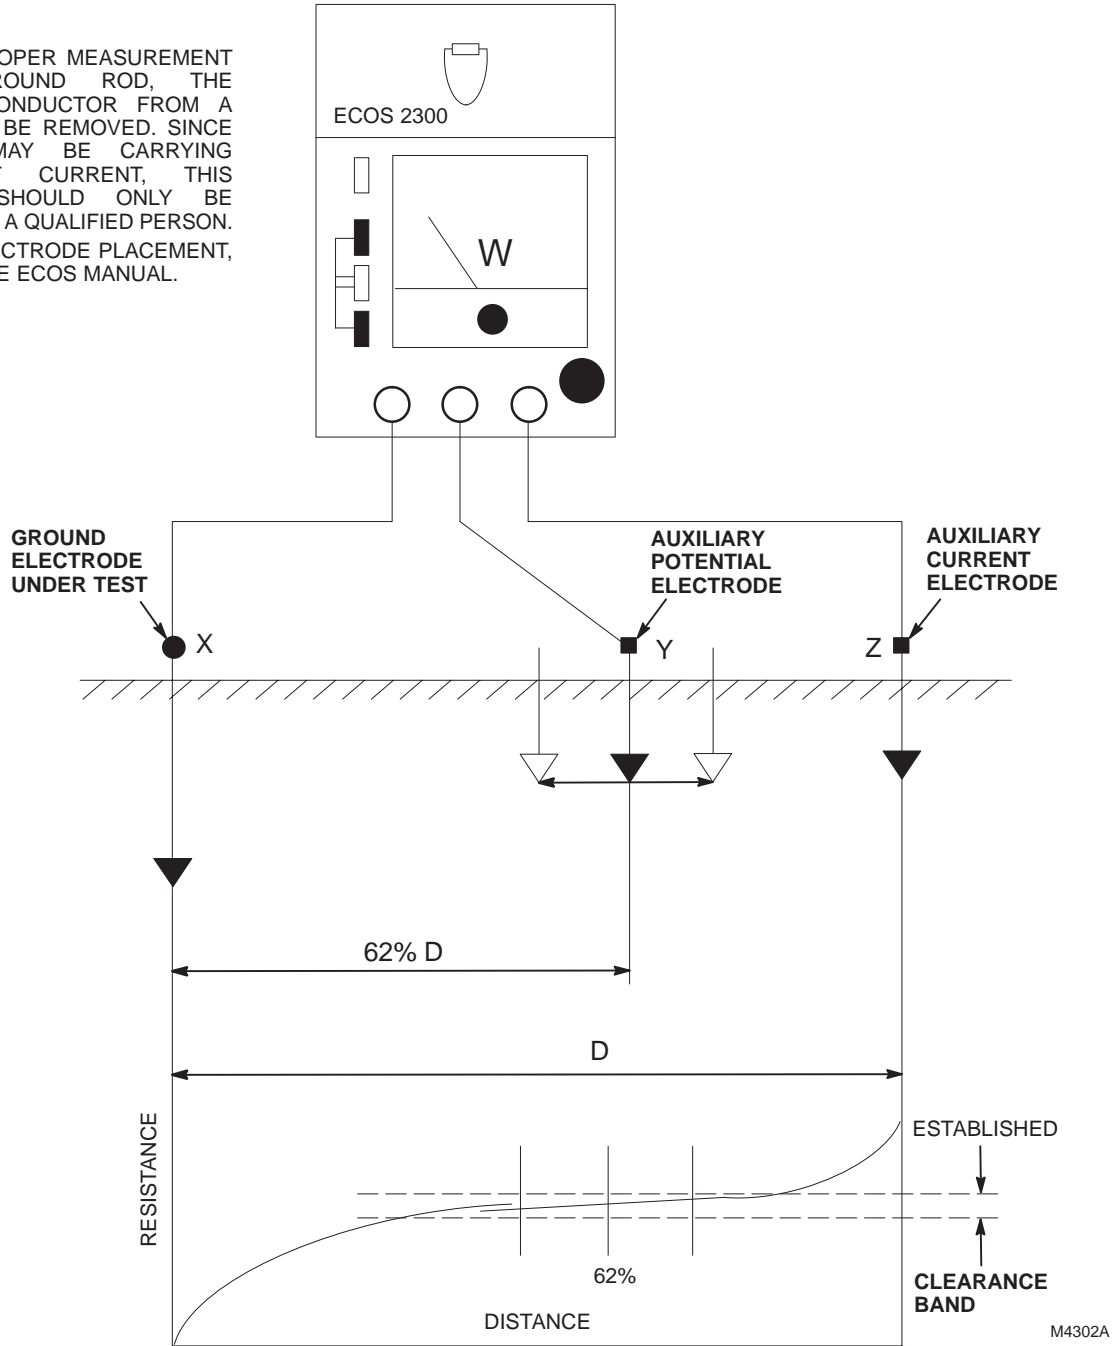 OPER MEASUREMENT
ROUND ROD, THE
ONDUCTOR FROM A
BE REMOVED. SINCE
MAY BE CARRYING
F CURRENT, THIS
SHOULD ONLY BE
A QUALIFIED PERSON.
CTRODE PLACEMENT,
E ECOS MANUAL.
ECOS 2300
W
GROUND
ELECTRODE
UNDER TEST
AUXILIARY
POTENTIAL
ELECTRODE
AUXILIARY
CURRENT
ELECTRODE
X
Y
Z
62% D
D
RESISTANCE
ESTABLISHED
62%
CLEARANCE
BAND
DISTANCE
M4302A